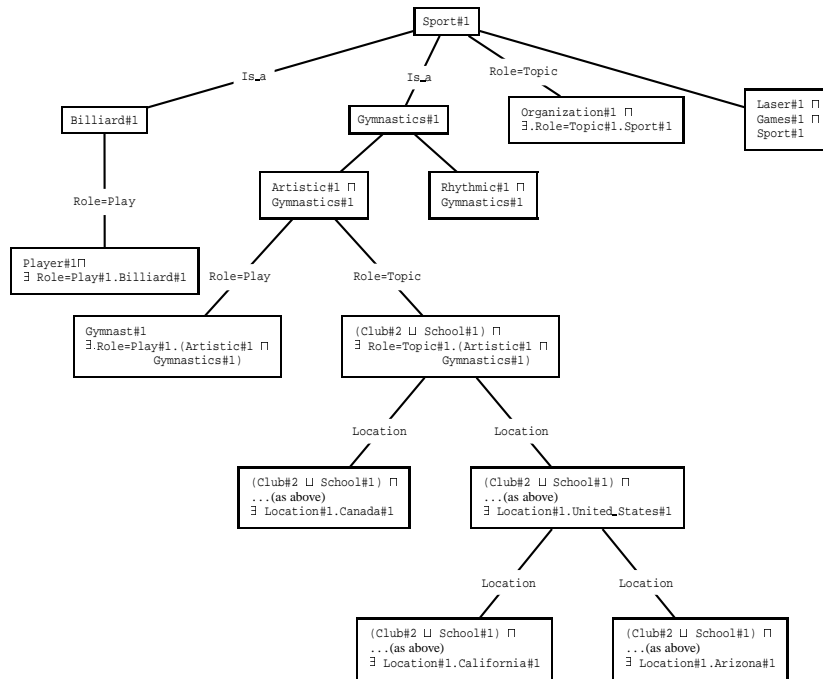 Sport#1
Is_a
Is_a
Role=Topic
Billiard#1
Gymnastics#1
Organization#1 ⊓
∃.Role=Topic#1.Sport#1
Laser#1 ⊓
Games#1 ⊓
Sport#1
Artistic#1 ⊓
Gymnastics#1
Rhythmic#1 ⊓
Gymnastics#1
Role=Play
Player#1⊓
∃ Role=Play#1.Billiard#1
Role=Play
Role=Topic
Gymnast#1
∃.Role=Play#1.(Artistic#1 ⊓
Gymnastics#1)
(Club#2 ⊔ School#1) ⊓
∃ Role=Topic#1.(Artistic#1 ⊓
Gymnastics#1)
Location
Location
(Club#2 ⊔ School#1) ⊓
...(as above)
∃ Location#1.Canada#1
(Club#2 ⊔ School#1) ⊓
...(as above)
∃ Location#1.United_States#1
Location
Location
(Club#2 ⊔ School#1) ⊓
...(as above)
∃ Location#1.California#1
(Club#2 ⊔ School#1) ⊓
...(as above)
∃ Location#1.Arizona#1